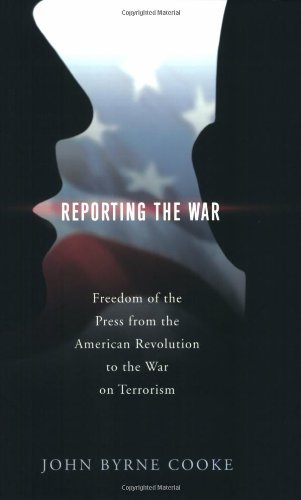 Copyrighted Material
REPORTING THE WAR
Freedom of the
Press from the
American Revolution
to the War
on Terrorism
JOHN BYRNE COOKE
Copyrighted Material